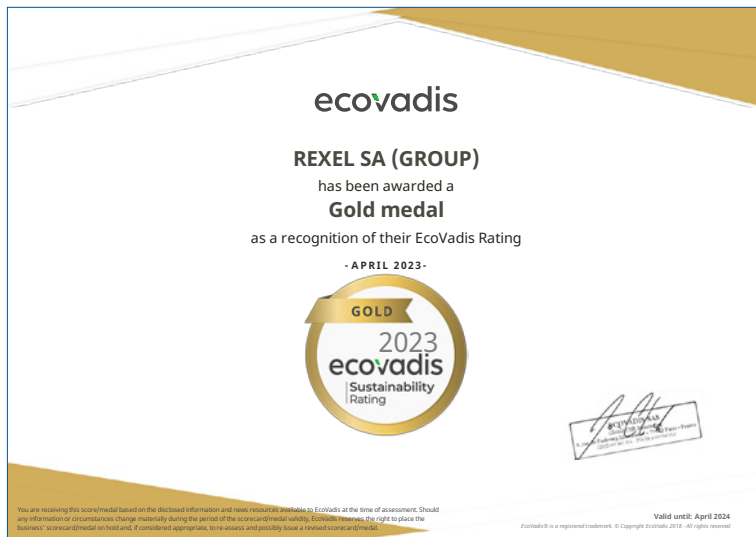 ecovadis
REXEL SA (GROUP)
has been awarded a
Gold medal
as a recognition of their EcoVadis Rating
- APRIL 2023-
GOLD
2023
ecovadis
Sustainability
Rating
ECOVADIS SAS
You are receiving this score/medal based on the disclosed information and news resources available to EcoVadis at the time of assessment. Should
any information or circumstances change materially during the period of the scorecard/medal validity, EcoVadis reserves the right to place the
business' scorecard/medal on hold and, if considered appropriate, to re-assess and possibly issue a revised scorecard/medal.
Valid until: April 2024
EcoVadis® is a registered trademark. © Copyright EcoVadis 2018 - All rights reserved